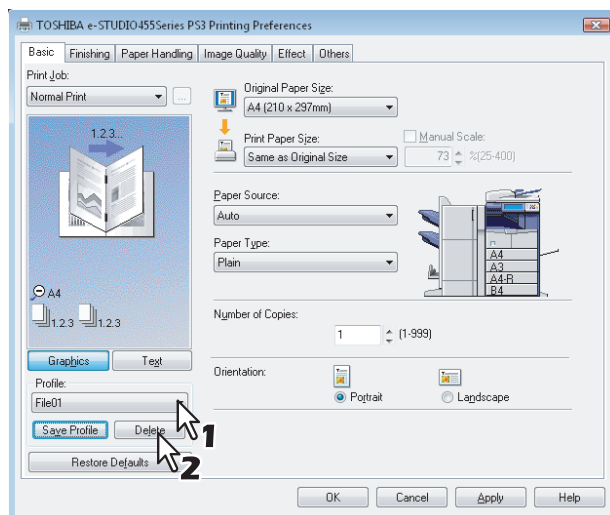 TOSHIBA e-STUDIO455Series PS3 Printing Preferences
Basic Finishing Paper Handling Image Quality Effect Others
Print Job:
Normal Print
...
1.2.3...
A4
1.2.3 1.2.3
Graphics Text
Profile:
File01
Save Profile Delete
Restore Defaults
1
2
Original Paper Size:
A4 (210 x 297mm)
Print Paper Size:
Same as Original Size
Manual Scale:
73 %(25-400)
Paper Source:
Auto
Paper Type:
Plain
A4
A3
A4-R
B4
Number of Copies:
1 (1-999)
Orientation:
Portrait Landscape
OK Cancel Apply Help